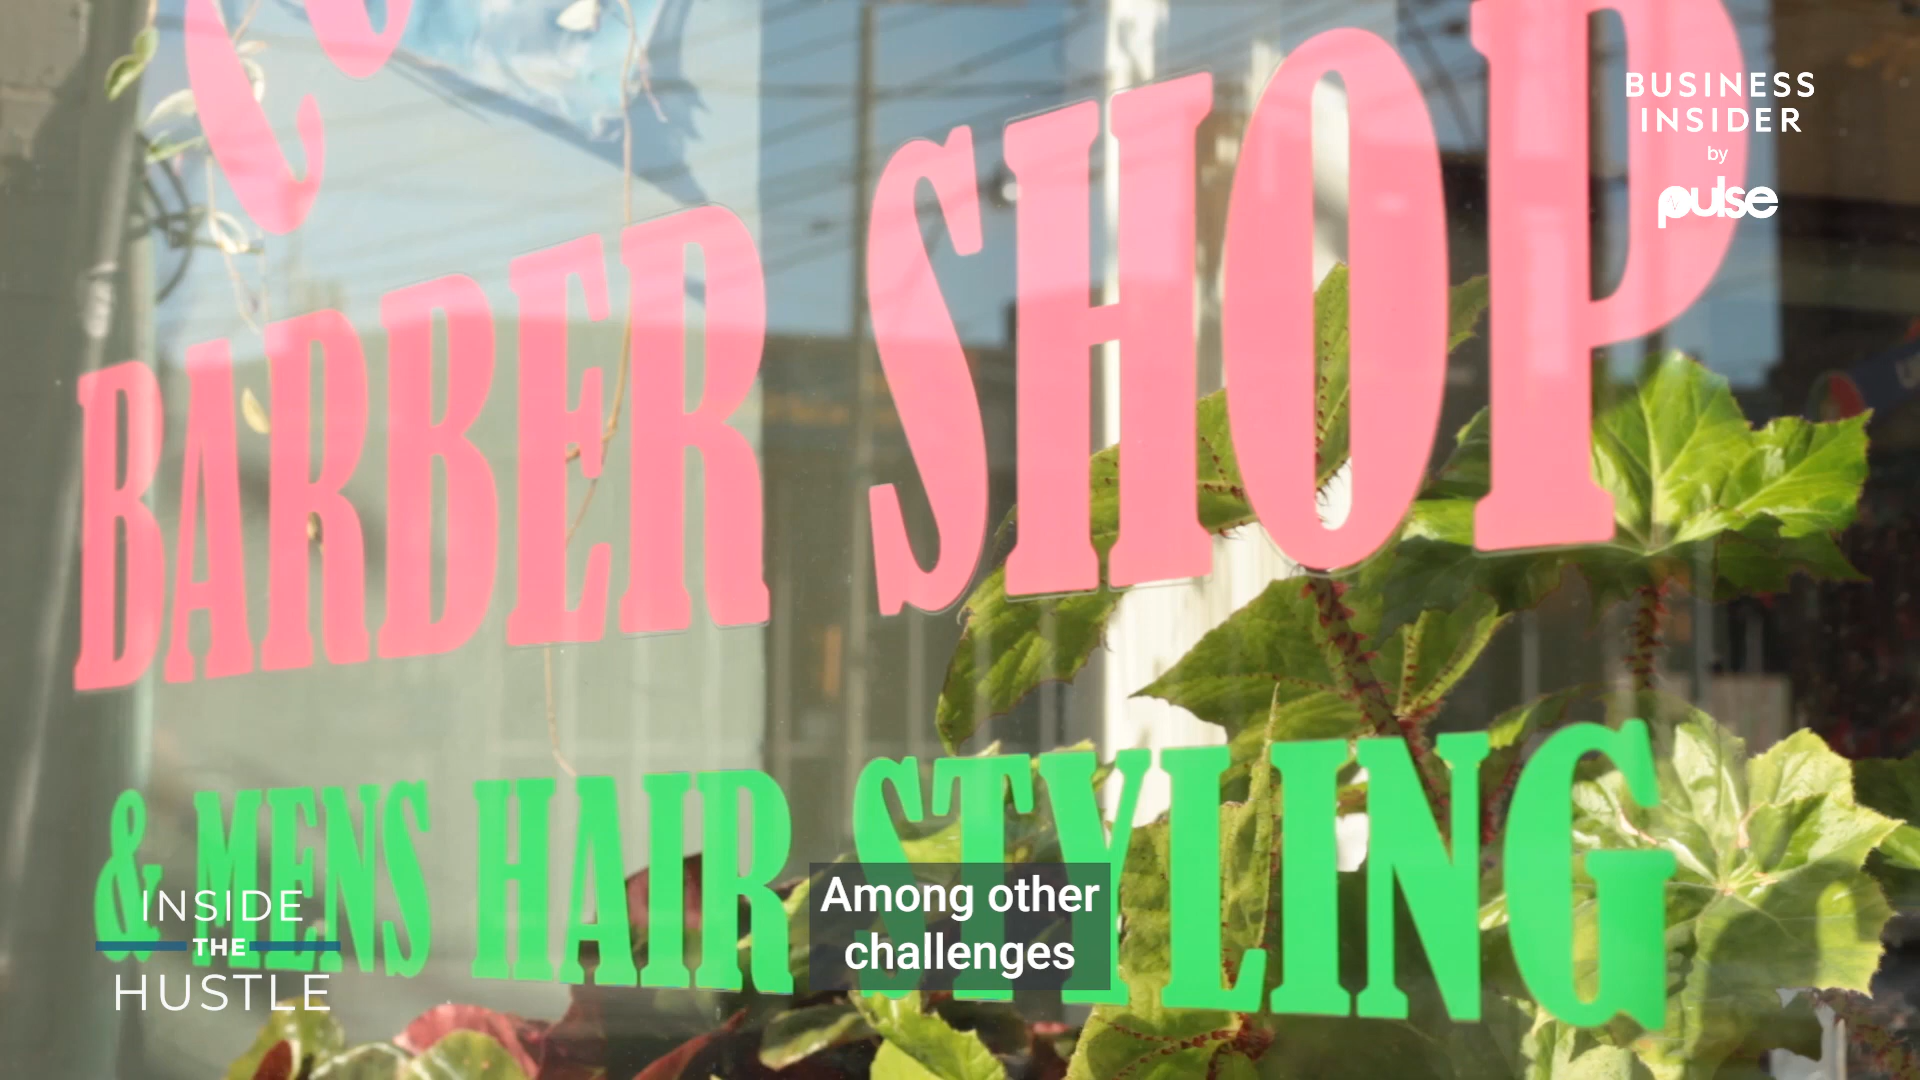 BARBER SHOP
& MENS HAIR STYLING
BUSINESS
INSIDER
by
pulse
INSIDE
THE
HUSTLE
Among other
challenges